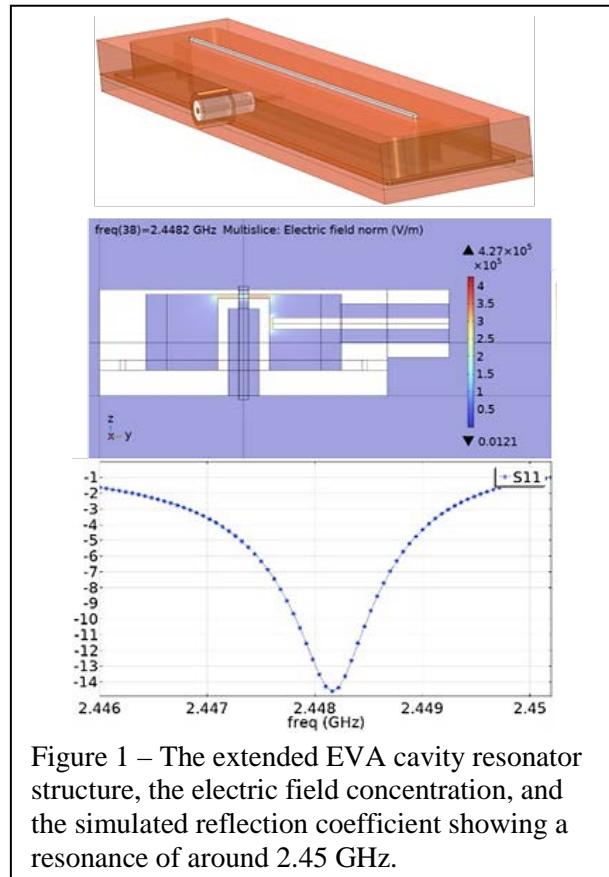 freq(38)=2.4482 GHz Multislice: Electric field norm (V/m)
▲ 4.27×10⁵
×10⁵
4
3.5
3
2.5
2
1.5
1
0.5
▼ 0.0121
z
x y
S11
-1
-2
-3
-4
-5
-6
-7
-8
-9
-10
-11
-12
-13
-14
2.446 2.447 2.448 2.449 2.45
freq (GHz)
Figure 1 – The extended EVA cavity resonator
structure, the electric field concentration, and
the simulated reflection coefficient showing a
resonance of around 2.45 GHz.